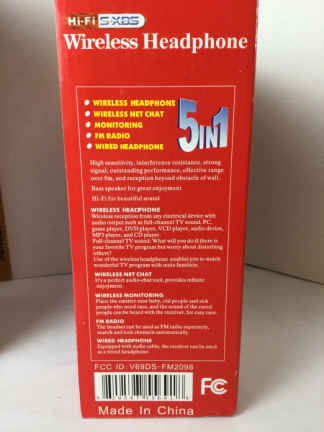 Hi-Fi S-XBS
Wireless Headphone
WIRELESS HEADPHONE
WIRELESS NET CHAT
MONITORING
FM RADIO
WIRED HEADPHONE
5IN1
High sensitivity, interference resistance, strong
signal, outstanding performance, effective range
over 8m, and reception beyond obstacle of wall.
Bass speaker for great enjoyment
Hi-Fi for beautiful sound
WIRELESS HEADPHONE
Wireless reception from any electrical device with
audio output such as full-channel TV sound, PC,
game player, DVD player, VCD player, audio device,
MP3 player, and CD player.
Full-channel TV sound: What will you do if there is
your favorite TV program but worry about disturbing
others?
Use of the wireless headphone enables you to watch
wonderful TV program with more freedom.
WIRELESS NET CHAT
It's a perfect audio-chat tool, provides infinite
enjoyment.
WIRELESS MONITORING
Place the emitter near baby, old people and sick
people who need care, and the sound of the cared
people can be heard with the receiver, for easy care.
FM RADIO
The headset can be used as FM radio separately,
search and lock channels automatically.
WIRED HEADPHONE
Equipped with audio cable, the receiver can be used
as a wired headphone.
FCC ID: V69DS-FM2098
FC
Made In China